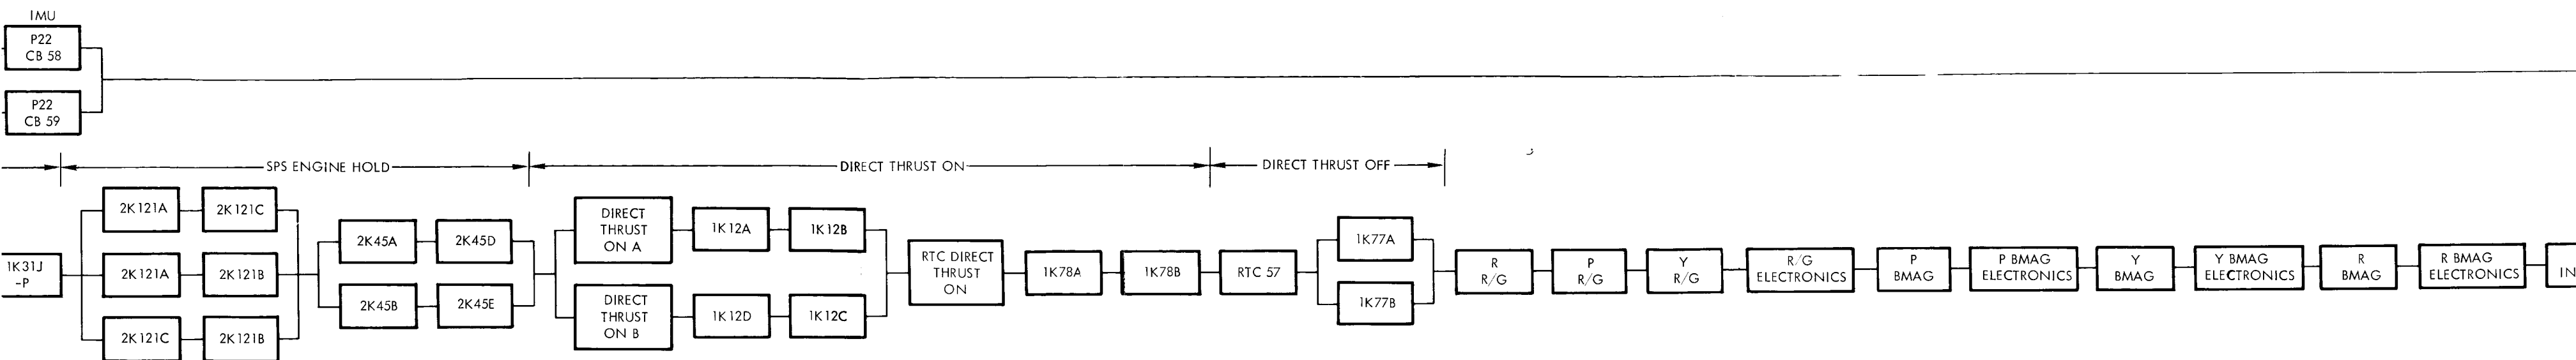 IMU
P22
CB 58
P22
CB 59
SPS ENGINE HOLD
DIRECT THRUST ON
DIRECT THRUST OFF
1K31J
-P
2K121A
2K121C
2K121A
2K121B
2K121C
2K121B
2K45A
2K45D
2K45B
2K45E
DIRECT
THRUST
ON A
1K12A
1K12B
DIRECT
THRUST
ON B
1K12D
1K12C
RTC DIRECT
THRUST
ON
1K78A
1K78B
RTC 57
1K77A
1K77B
R
R/G
P
R/G
Y
R/G
R/G
ELECTRONICS
P
BMAG
P BMAG
ELECTRONICS
Y
BMAG
Y BMAG
ELECTRONICS
R
BMAG
R BMAG
ELECTRONICS
IN